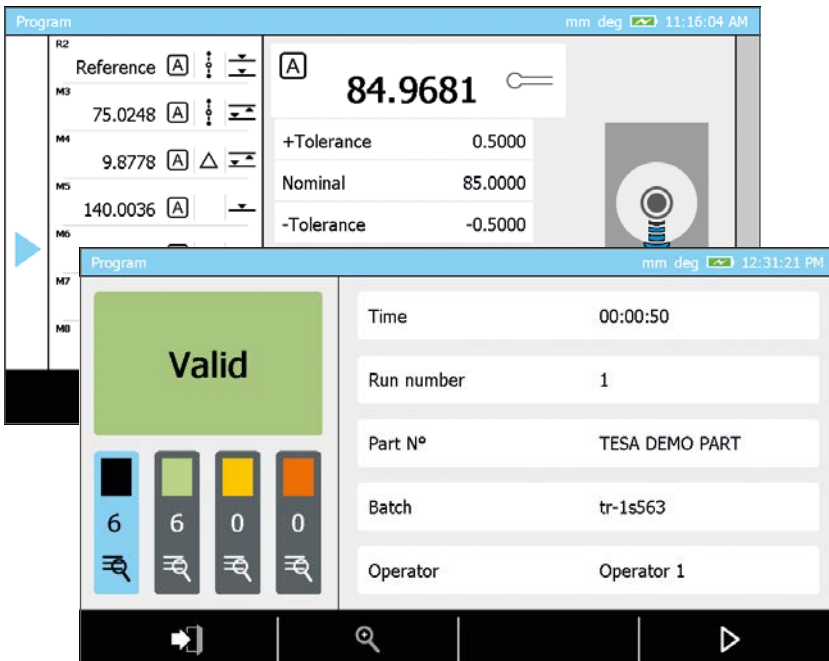 Program mm deg 11:16:04 AM
R2
Reference A
M3
75.0248 A
M4
9.8778 A
M5
140.0036 A
M6
M7
M8
A
84.9681
+Tolerance 0.5000
Nominal 85.0000
-Tolerance -0.5000
Program mm deg 12:31:21 PM
Valid
6 6 0 0
Time 00:00:50
Run number 1
Part Nº TESA DEMO PART
Batch tr-1s563
Operator Operator 1